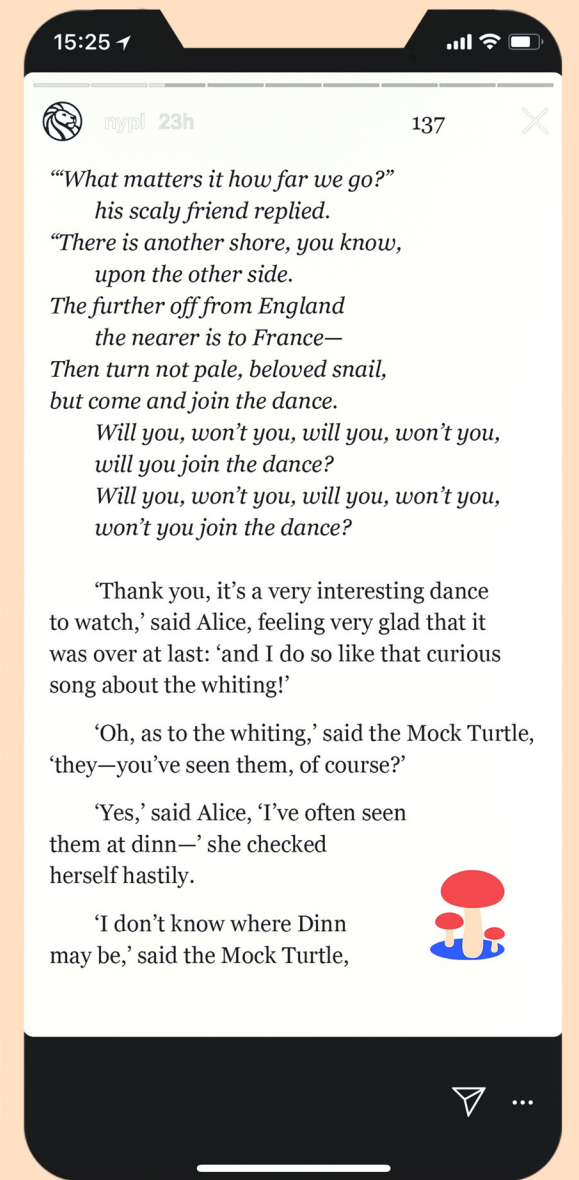 15:25
nypl 23h
137
“‘“What matters it how far we go?”
his scaly friend replied.
“There is another shore, you know,
upon the other side.
The further off from England
the nearer is to France—
Then turn not pale, beloved snail,
but come and join the dance.
Will you, won’t you, will you, won’t you,
will you join the dance?
Will you, won’t you, will you, won’t you,
won’t you join the dance?
‘Thank you, it’s a very interesting dance
to watch,’ said Alice, feeling very glad that it
was over at last: ‘and I do so like that curious
song about the whiting!’
‘Oh, as to the whiting,’ said the Mock Turtle,
‘they—you’ve seen them, of course?’
‘Yes,’ said Alice, ‘I’ve often seen
them at dinn—’ she checked
herself hastily.
‘I don’t know where Dinn
may be,’ said the Mock Turtle,